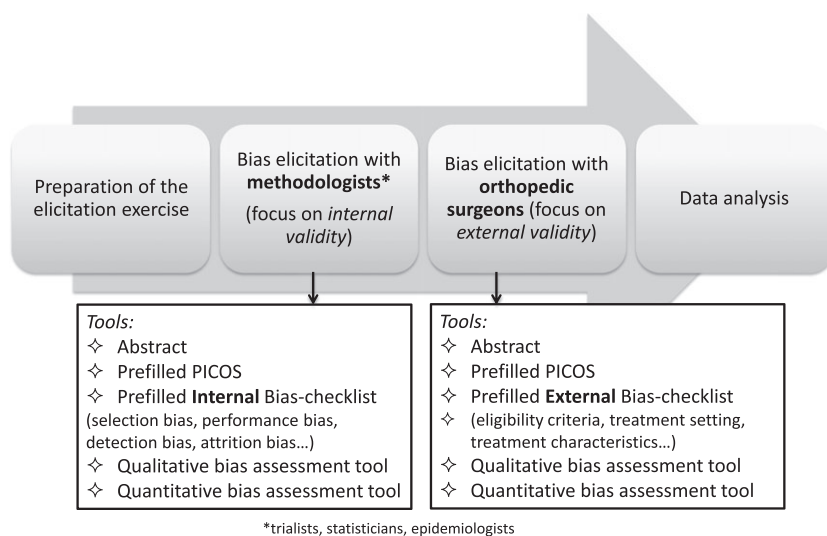 Preparation of the
elicitation exercise
Bias elicitation with
methodologists*
(focus on internal
validity)
Bias elicitation with
orthopedic
surgeons (focus on
external validity)
Data analysis
Tools:
✧ Abstract
✧ Prefilled PICOS
✧ Prefilled Internal Bias-checklist
(selection bias, performance bias,
detection bias, attrition bias…)
✧ Qualitative bias assessment tool
✧ Quantitative bias assessment tool
Tools:
✧ Abstract
✧ Prefilled PICOS
✧ Prefilled External Bias-checklist
✧ (eligibility criteria, treatment setting,
treatment characteristics…)
✧ Qualitative bias assessment tool
✧ Quantitative bias assessment tool
*trialists, statisticians, epidemiologists